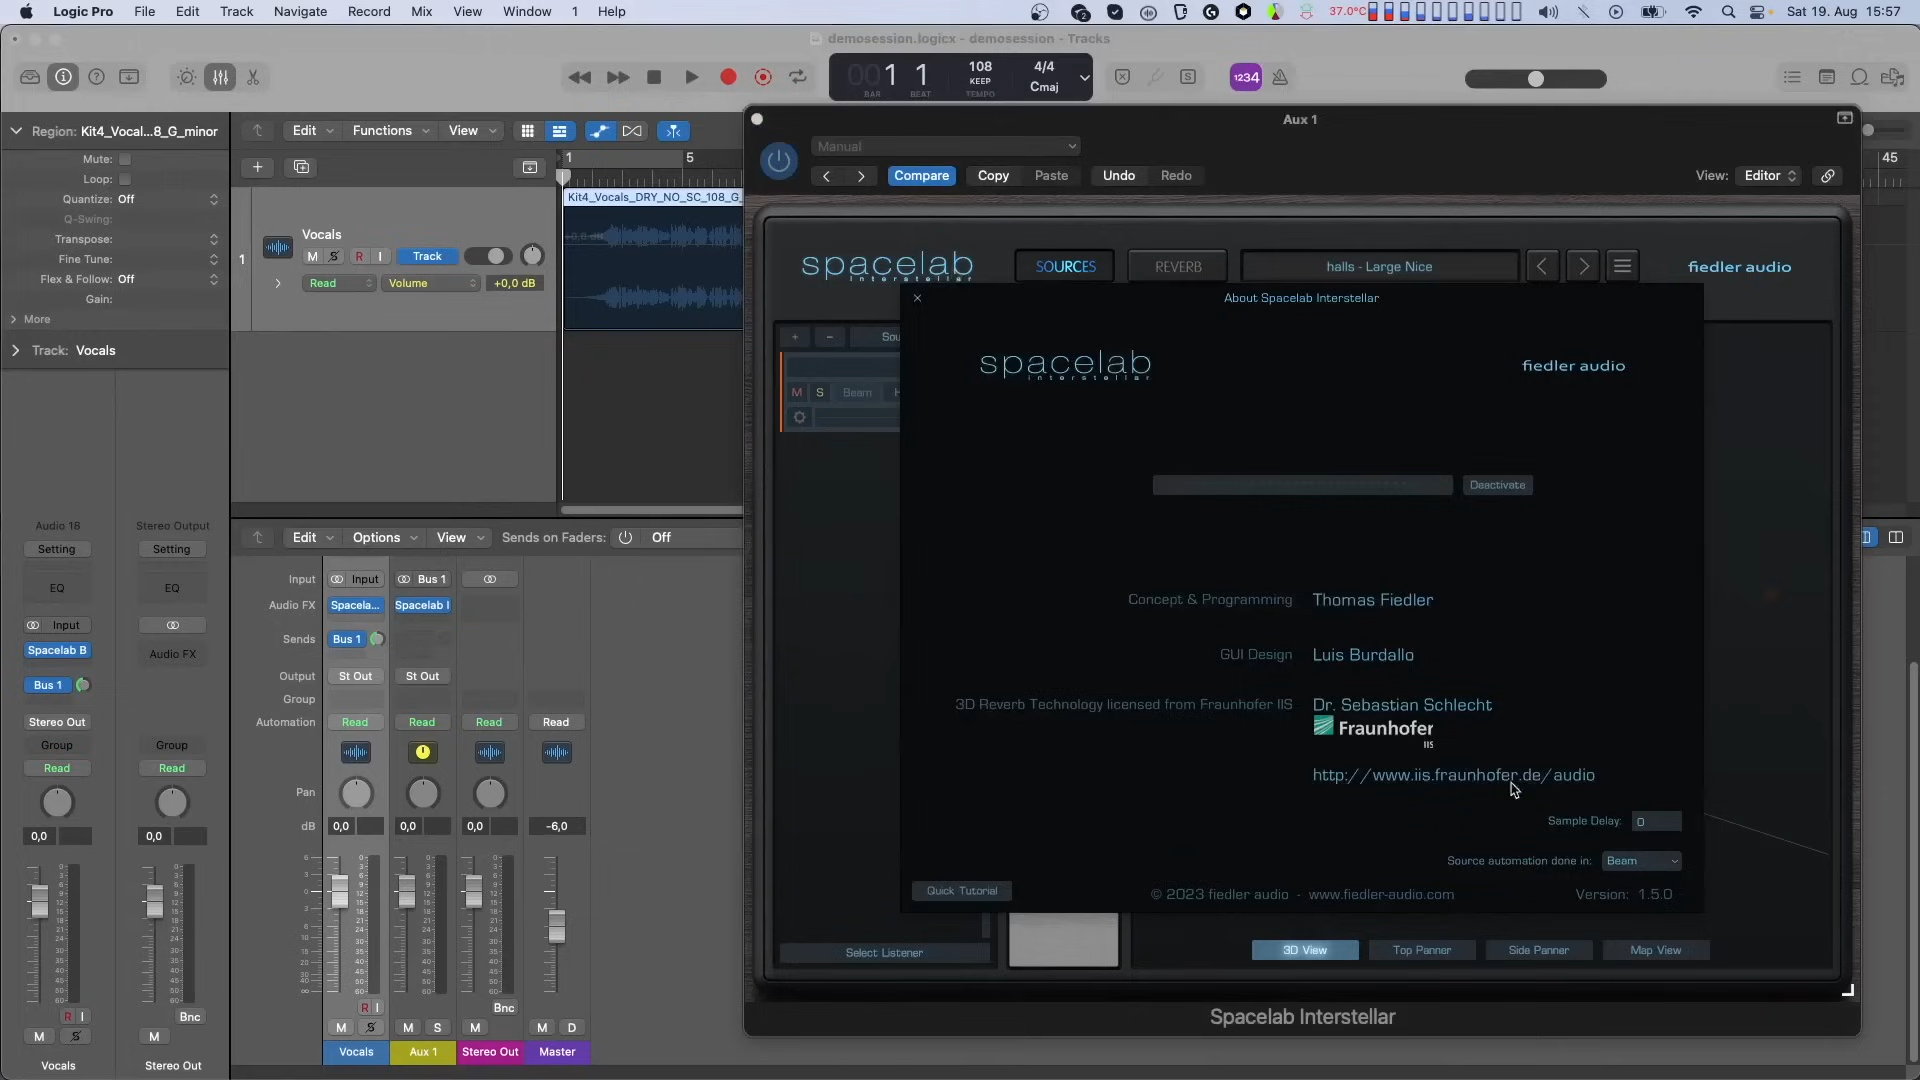 Logic Pro File Edit Track Navigate Record Mix View Window 1 Help 37.0°C Sat 19. Aug 15:57
demosession.logicx - demosession - Tracks
1 1 108 4/4
KEEP Cmaj
BAR BEAT TEMPO
1234
Region: Kit4_Vocal...8_G_minor
Mute:
Loop:
Quantize: Off
Q-Swing:
Transpose:
Fine Tune:
Flex & Follow: Off
Gain:
More
Track: Vocals
Edit Functions View
1 5 45
1
Vocals
M S R I Track
Read Volume +0,0 dB
Kit4_Vocals_DRY_NO_SC_108_G_
+0,0 dB
Aux 1
Manual
Compare Copy Paste Undo Redo View: Editor
spacelab
interstellar
SOURCES REVERB halls - Large Nice fiedler audio
+ - Sou
M S Beam H
About Spacelab Interstellar
spacelab
interstellar
fiedler audio
Deactivate
Concept & Programming Thomas Fiedler
GUI Design Luis Burdallo
3D Reverb Technology licensed from Fraunhofer IIS Dr. Sebastian Schlecht
Fraunhofer
IIS
http://www.iis.fraunhofer.de/audio
Sample Delay: 0
Source automation done in: Beam
Quick Tutorial © 2023 fiedler audio - www.fiedler-audio.com Version: 1.5.0
Select Listener 3D View Top Panner Side Panner Map View
Spacelab Interstellar
Audio 18 Stereo Output
Setting Setting
EQ EQ
Input
Spacelab B Audio FX
Bus 1
Stereo Out
Group Group
Read Read
0,0 0,0
R I Bnc
M S M
Vocals Stereo Out
Edit Options View Sends on Faders: Off
Input Input Bus 1
Audio FX Spacela... Spacelab I
Sends Bus 1
Output St Out St Out
Group
Automation Read Read Read Read
Pan
dB 0,0 0,0 0,0 -6,0
R I Bnc
M S M S M M D
Vocals Aux 1 Stereo Out Master